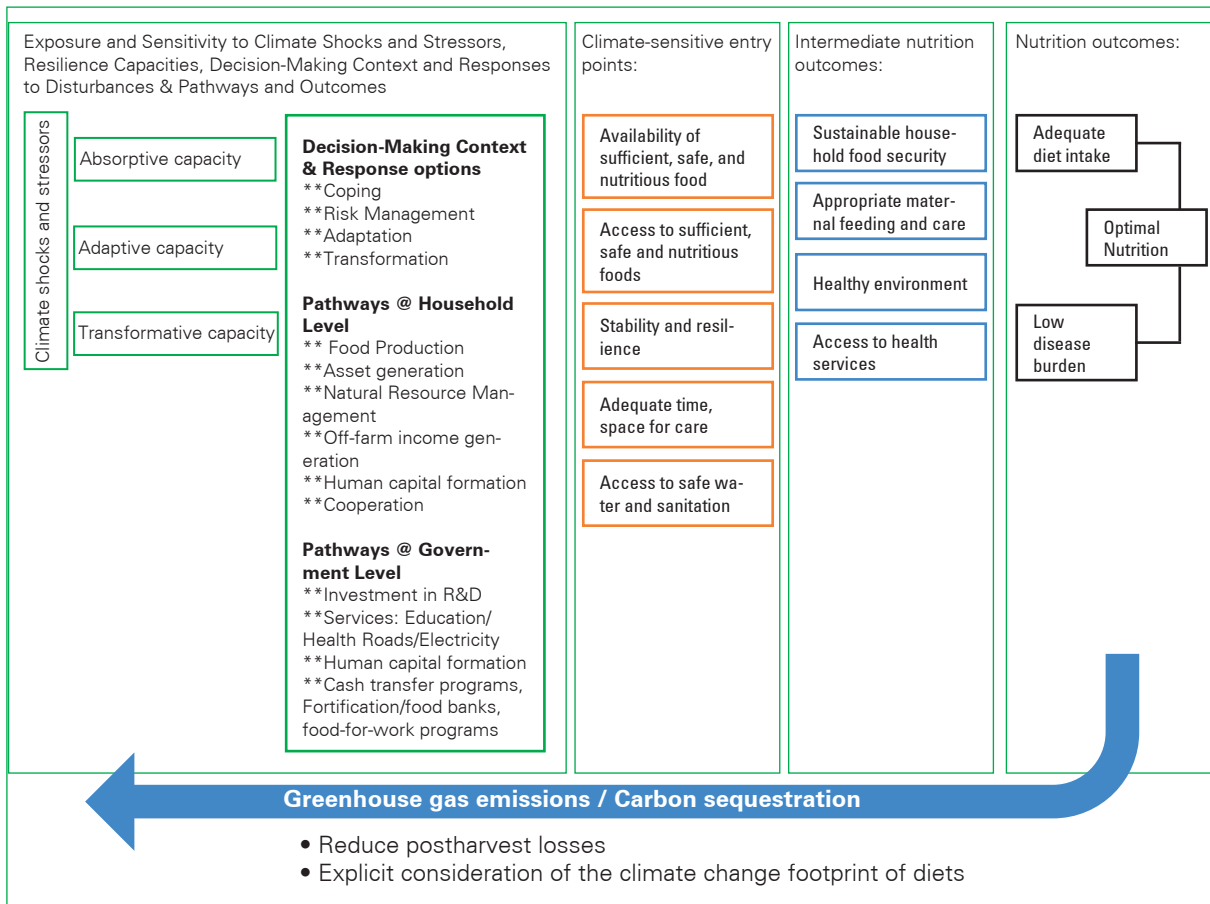 Exposure and Sensitivity to Climate Shocks and Stressors,
Resilience Capacities, Decision-Making Context and Responses
to Disturbances & Pathways and Outcomes
Climate shocks and stressors
Absorptive capacity
Adaptive capacity
Transformative capacity
Decision-Making Context
& Response options
**Coping
**Risk Management
**Adaptation
**Transformation
Pathways @ Household
Level
** Food Production
**Asset generation
**Natural Resource Man-
agement
**Off-farm income gen-
eration
**Human capital formation
**Cooperation
Pathways @ Govern-
ment Level
**Investment in R&D
**Services: Education/
Health Roads/Electricity
**Human capital formation
**Cash transfer programs,
Fortification/food banks,
food-for-work programs
Climate-sensitive entry
points:
Availability of
sufficient, safe, and
nutritious food
Access to sufficient,
safe and nutritious
foods
Stability and resil-
ience
Adequate time,
space for care
Access to safe wa-
ter and sanitation
Intermediate nutrition
outcomes:
Sustainable house-
hold food security
Appropriate mater-
nal feeding and care
Healthy environment
Access to health
services
Nutrition outcomes:
Adequate
diet intake
Optimal
Nutrition
Low
disease
burden
Greenhouse gas emissions / Carbon sequestration
• Reduce postharvest losses
• Explicit consideration of the climate change footprint of diets